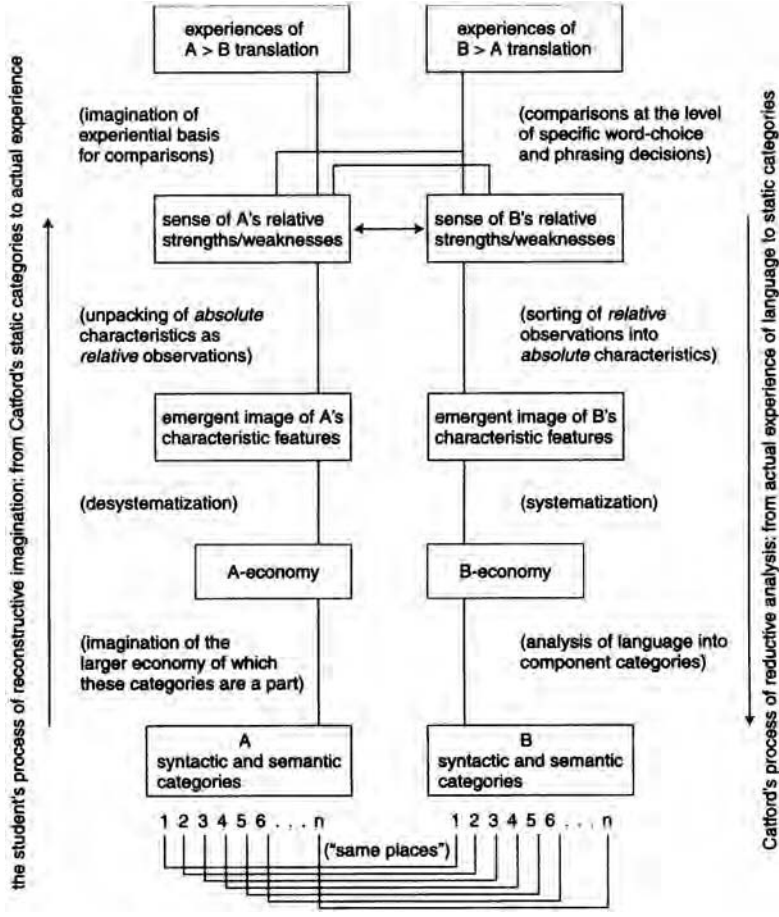 the student's process of reconstructive imagination: from Catford's static categories to actual experience
experiences of
A > B translation
experiences of
B > A translation
(imagination of
experiential basis
for comparisons)
(comparisons at the level
of specific word-choice
and phrasing decisions)
sense of A's relative
strengths/weaknesses
sense of B's relative
strengths/weaknesses
(unpacking of absolute
characteristics as
relative observations)
(sorting of relative
observations into
absolute characteristics)
emergent image of A's
characteristic features
emergent image of B's
characteristic features
(desystematization)
(systematization)
A-economy
B-economy
(imagination of the
larger economy of which
these categories are a part)
(analysis of language into
component categories)
A
syntactic and semantic
categories
B
syntactic and semantic
categories
1 2 3 4 5 6 . . . n
1 2 3 4 5 6 . . . n
("same places")
Catford's process of reductive analysis: from actual experience of language to static categories